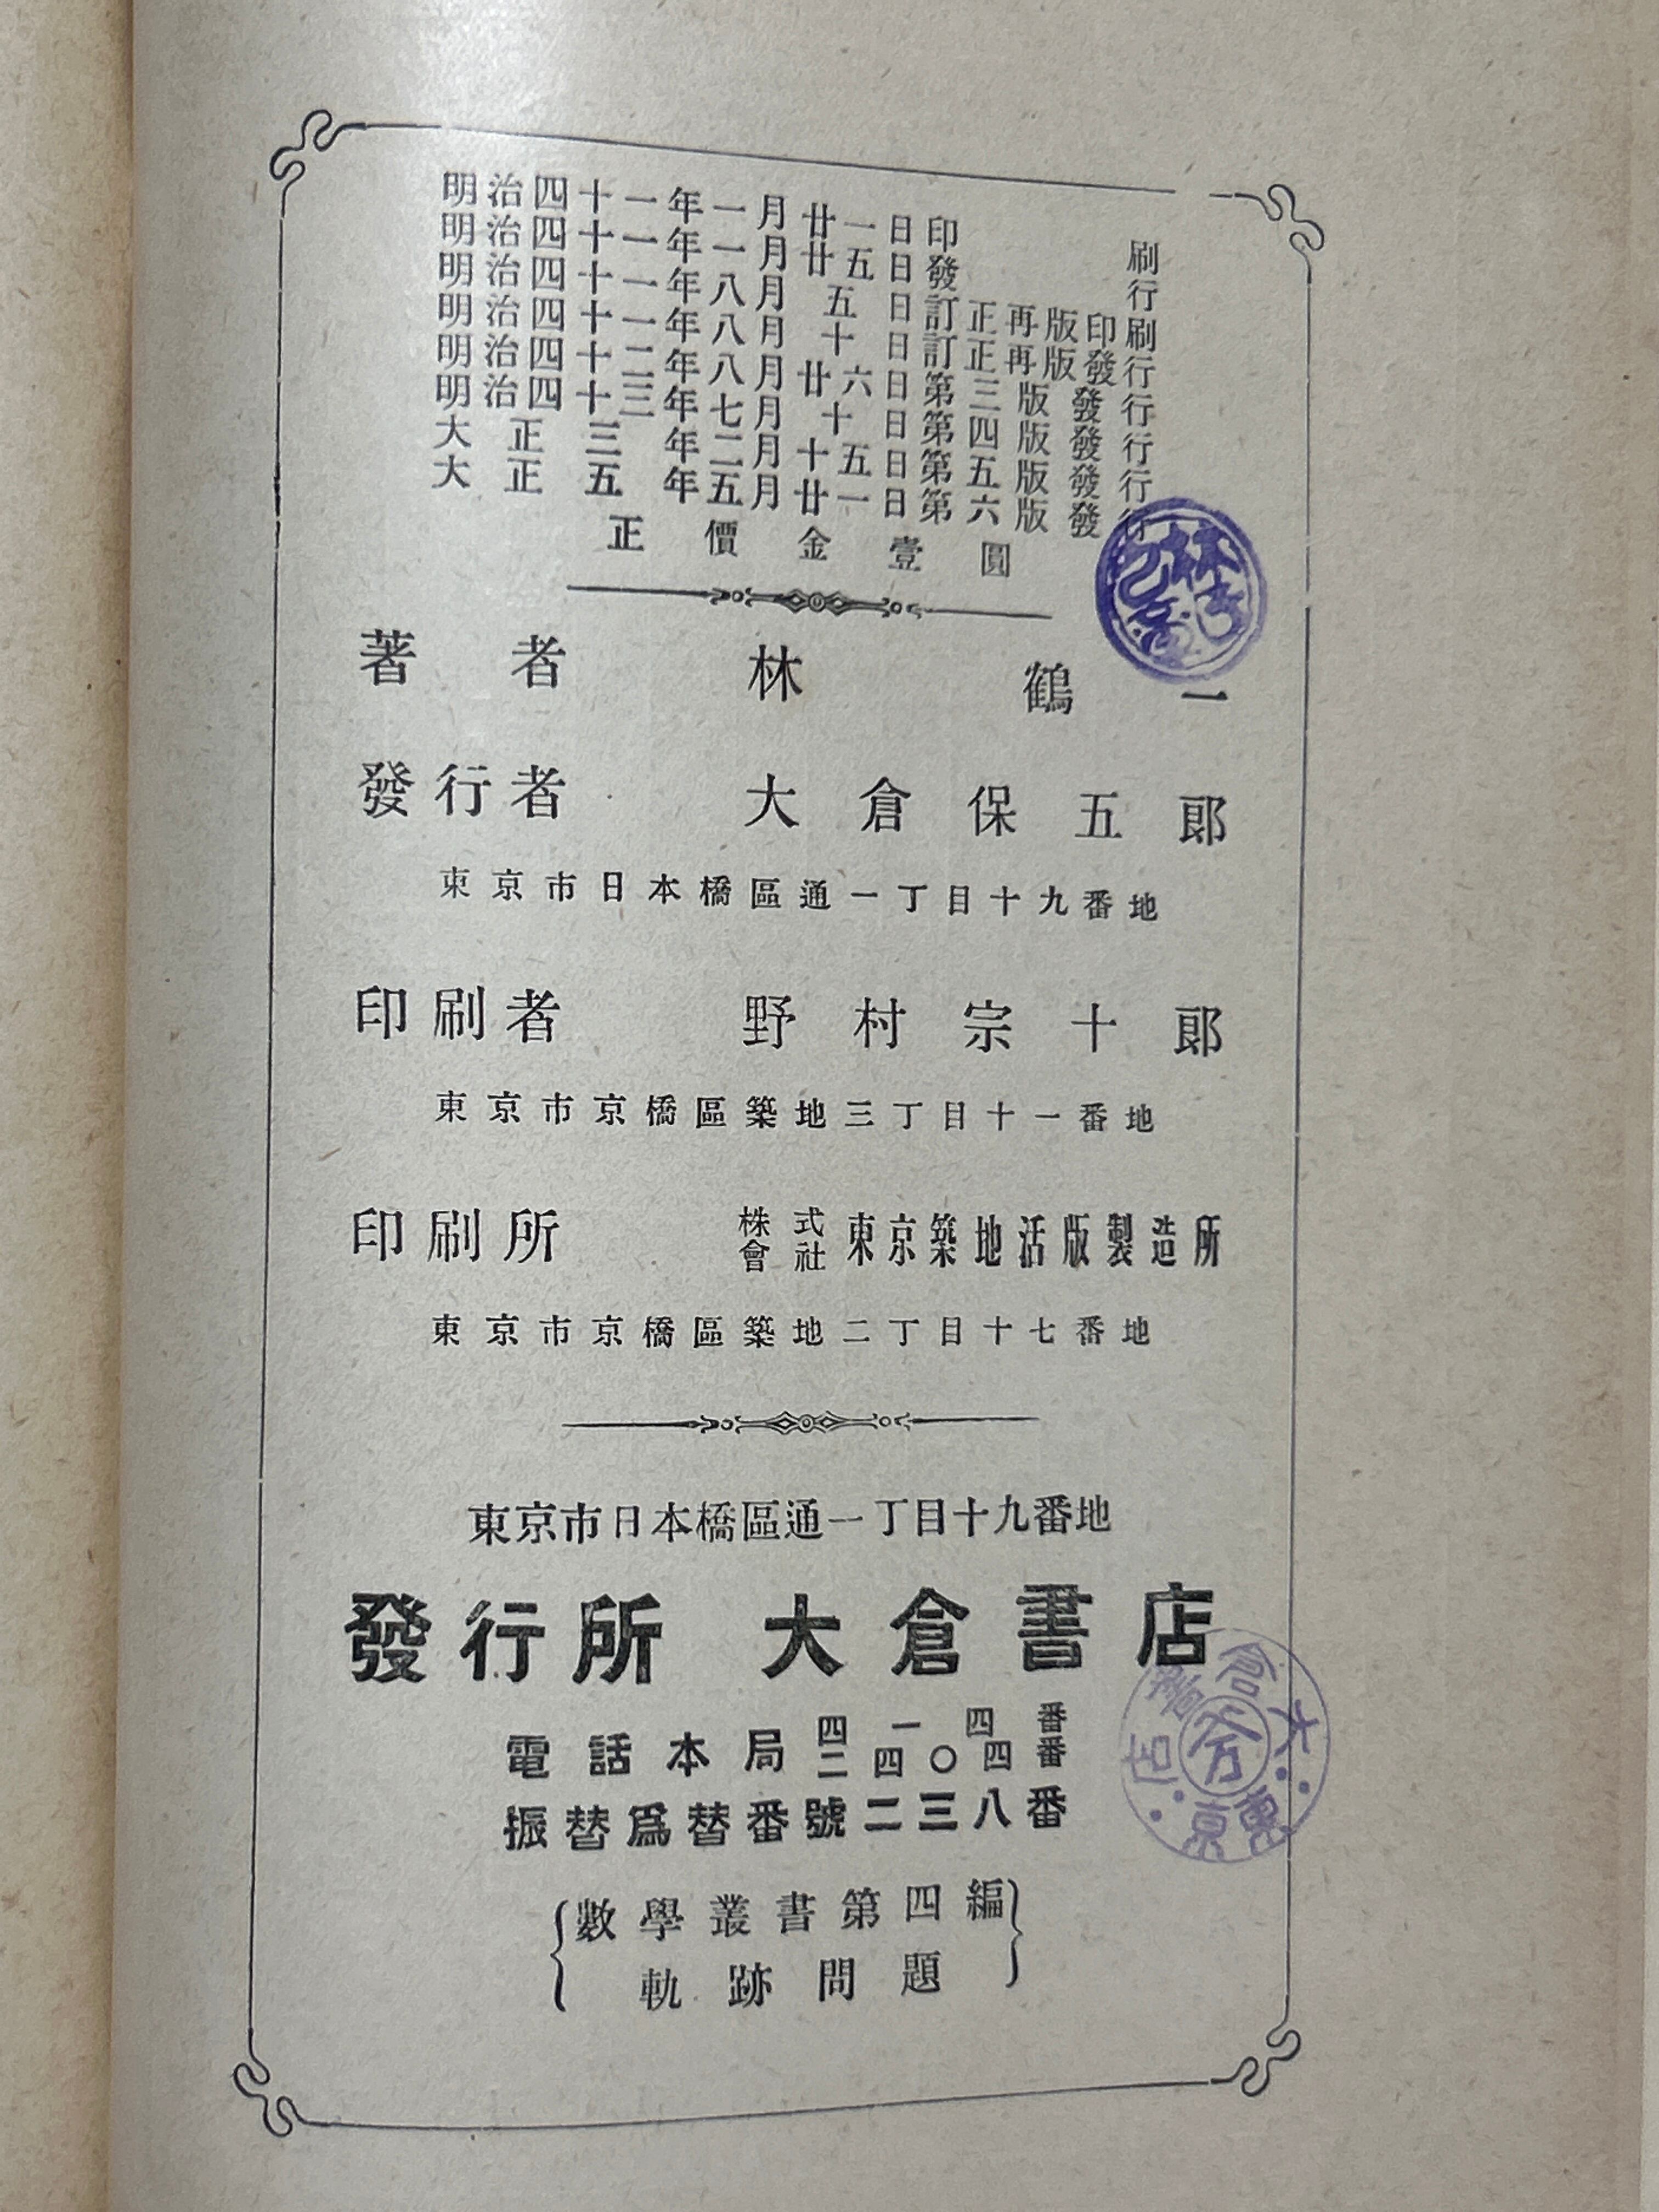 明治四十一年一月廿一日印刷
明治四十一年一月廿五日發行
明治四十一年八月五日訂正再版印刷
明治四十一年八月十日訂正再版發行
明治四十二年八月廿六日第三版發行
明治四十三年七月十日第四版發行
大正三年二月十五日第五版發行
大正五年五月廿一日第六版發行
正價金壹圓
著者 林鶴一
發行者 大倉保五郎
東京市日本橋區通一丁目十九番地
印刷者 野村宗十郎
東京市京橋區築地三丁目十一番地
印刷所 株式會社東京築地活版製造所
東京市京橋區築地二丁目十七番地
東京市日本橋區通一丁目十九番地
發行所 大倉書店
電話本局 四一四番
二四〇四番
振替爲替番號二三八番
數學叢書第四編
軌跡問題
大倉書店
東京